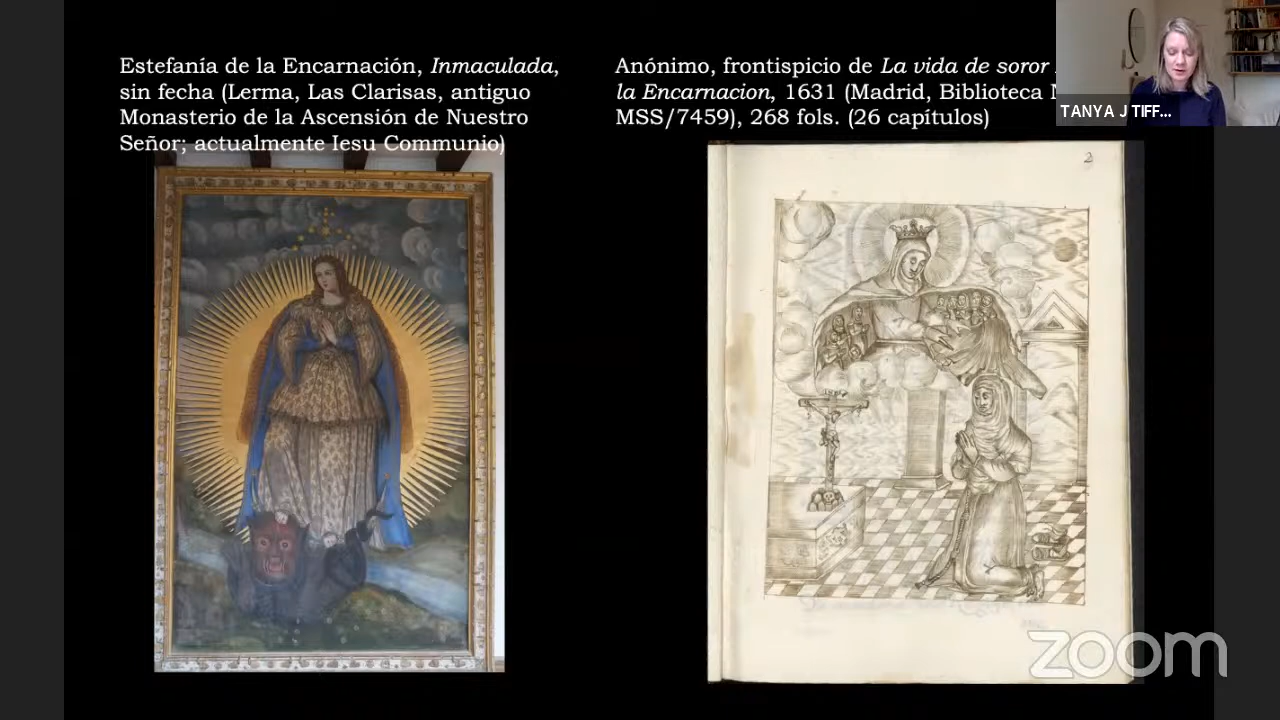 Estefanía de la Encarnación, Inmaculada,
sin fecha (Lerma, Las Clarisas, antiguo
Monasterio de la Ascensión de Nuestro
Señor; actualmente Iesu Communio)
Anónimo, frontispicio de La vida de soror
la Encarnacion, 1631 (Madrid, Biblioteca
MSS/7459), 268 fols. (26 capítulos)
TANYA J TIFF...
2
zoom